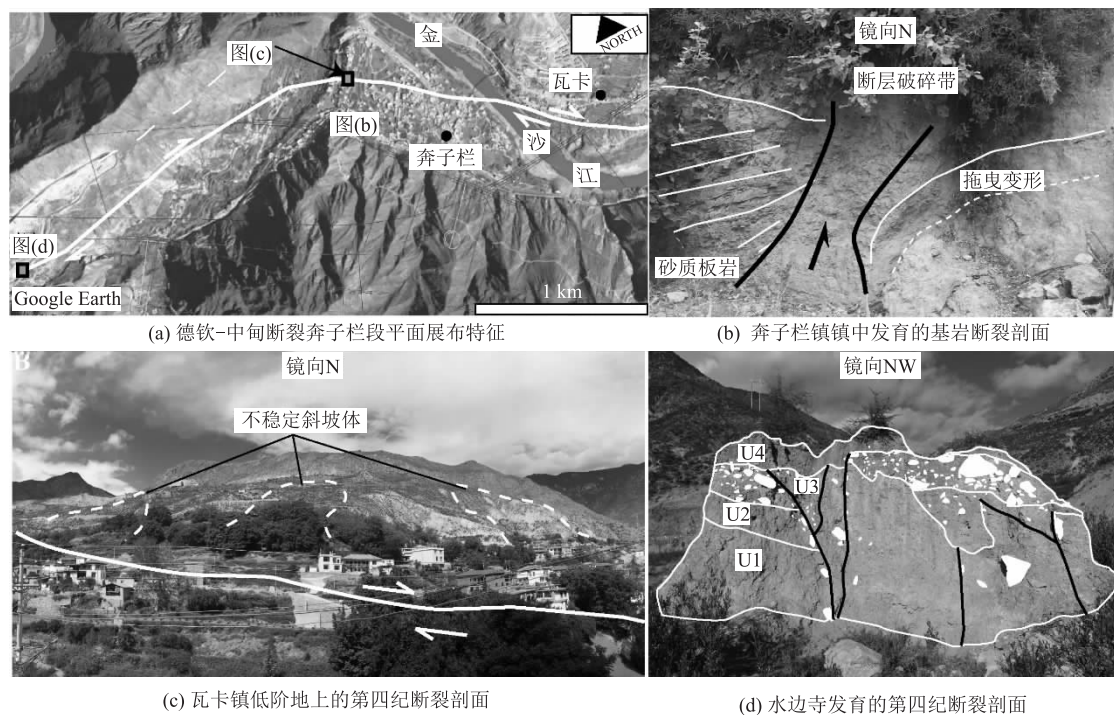 图(c)
金
NORTH
瓦卡
图(b)
奔子栏
沙
江
图(d)
Google Earth
1 km
(a) 德钦-中甸断裂奔子栏段平面展布特征
镜向N
断层破碎带
拖曳变形
砂质板岩
(b) 奔子栏镇镇中发育的基岩断裂剖面
镜向N
不稳定斜坡体
(c) 瓦卡镇低阶地上的第四纪断裂剖面
镜向NW
U4
U3
U2
U1
(d) 水边寺发育的第四纪断裂剖面